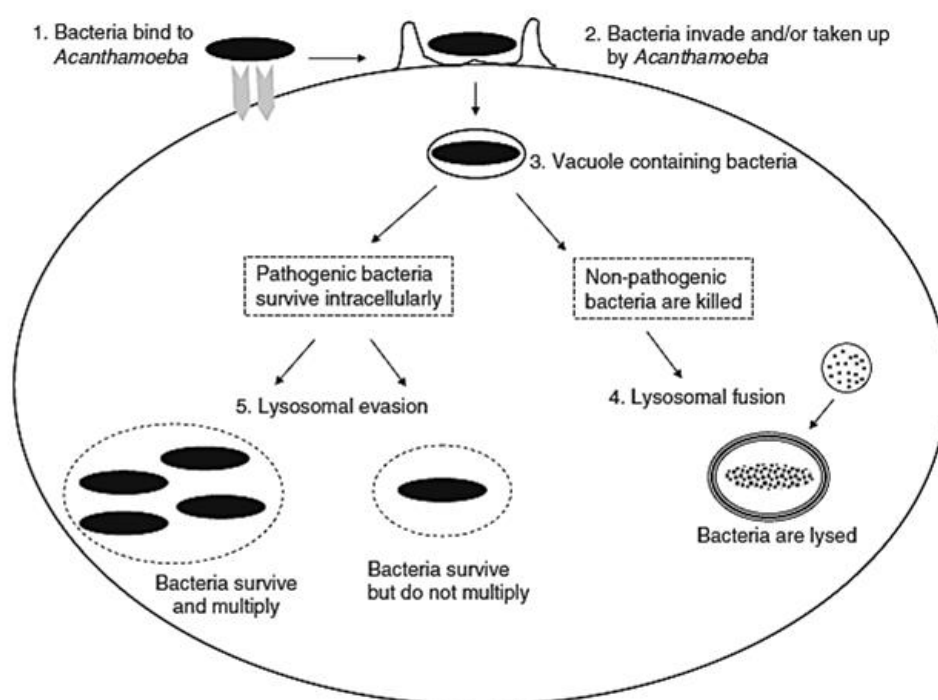 1. Bacteria bind to
Acanthamoeba
2. Bacteria invade and/or taken up
by Acanthamoeba
3. Vacuole containing bacteria
Pathogenic bacteria
survive intracellularly
Non-pathogenic
bacteria are killed
5. Lysosomal evasion
4. Lysosomal fusion
Bacteria survive
and multiply
Bacteria survive
but do not multiply
Bacteria are lysed